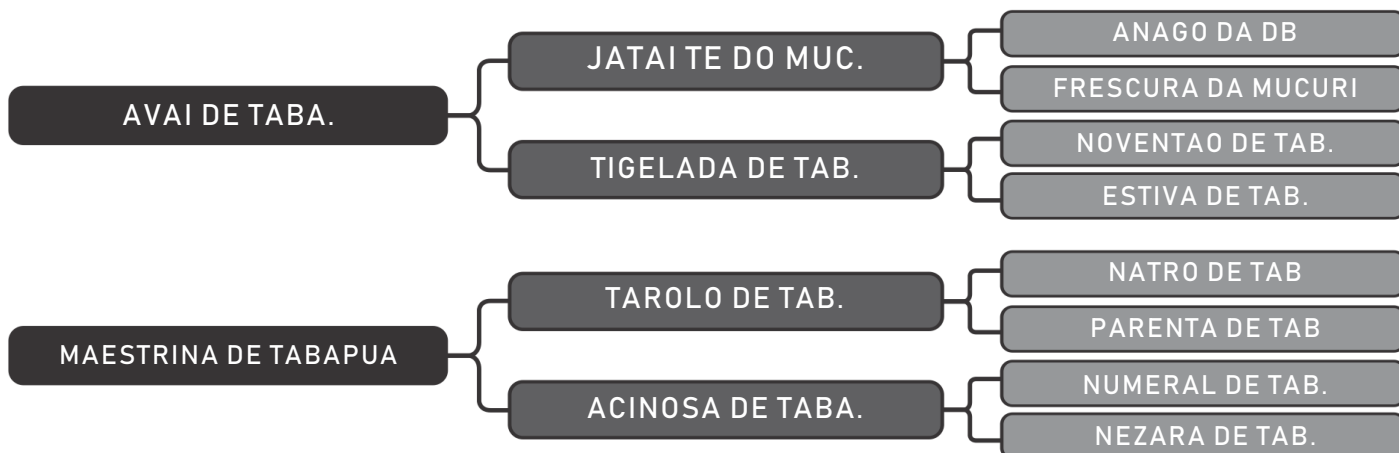 AVAI DE TABA.
JATAI TE DO MUC.
ANAGO DA DB
FRESCURA DA MUCURI
TIGELADA DE TAB.
NOVENTAO DE TAB.
ESTIVA DE TAB.
MAESTRINA DE TABAPUA
TAROLO DE TAB.
NATRO DE TAB
PARENTA DE TAB
ACINOSA DE TABA.
NUMERAL DE TAB.
NEZARA DE TAB.